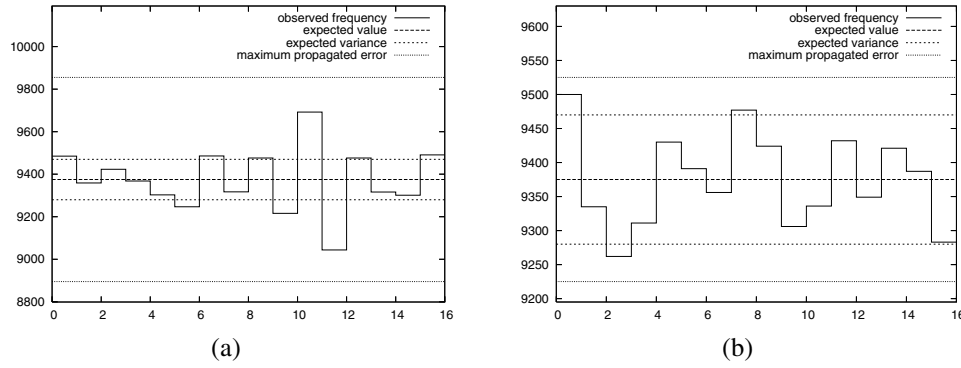 observed frequency
expected value
expected variance
maximum propagated error
10000
9800
9600
9400
9200
9000
8800
0 2 4 6 8 10 12 14 16
(a)
observed frequency
expected value
expected variance
maximum propagated error
9600
9550
9500
9450
9400
9350
9300
9250
9200
0 2 4 6 8 10 12 14 16
(b)